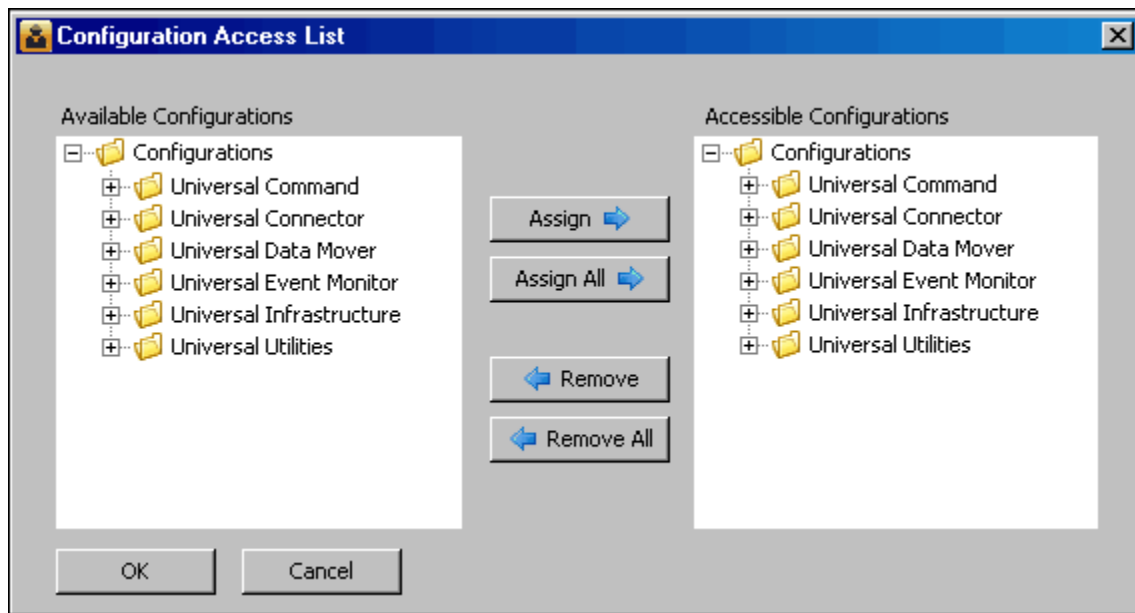 Configuration Access List
Available Configurations
Configurations
Universal Command
Universal Connector
Universal Data Mover
Universal Event Monitor
Universal Infrastructure
Universal Utilities
Assign
Assign All
Remove
Remove All
Accessible Configurations
Configurations
Universal Command
Universal Connector
Universal Data Mover
Universal Event Monitor
Universal Infrastructure
Universal Utilities
OK
Cancel